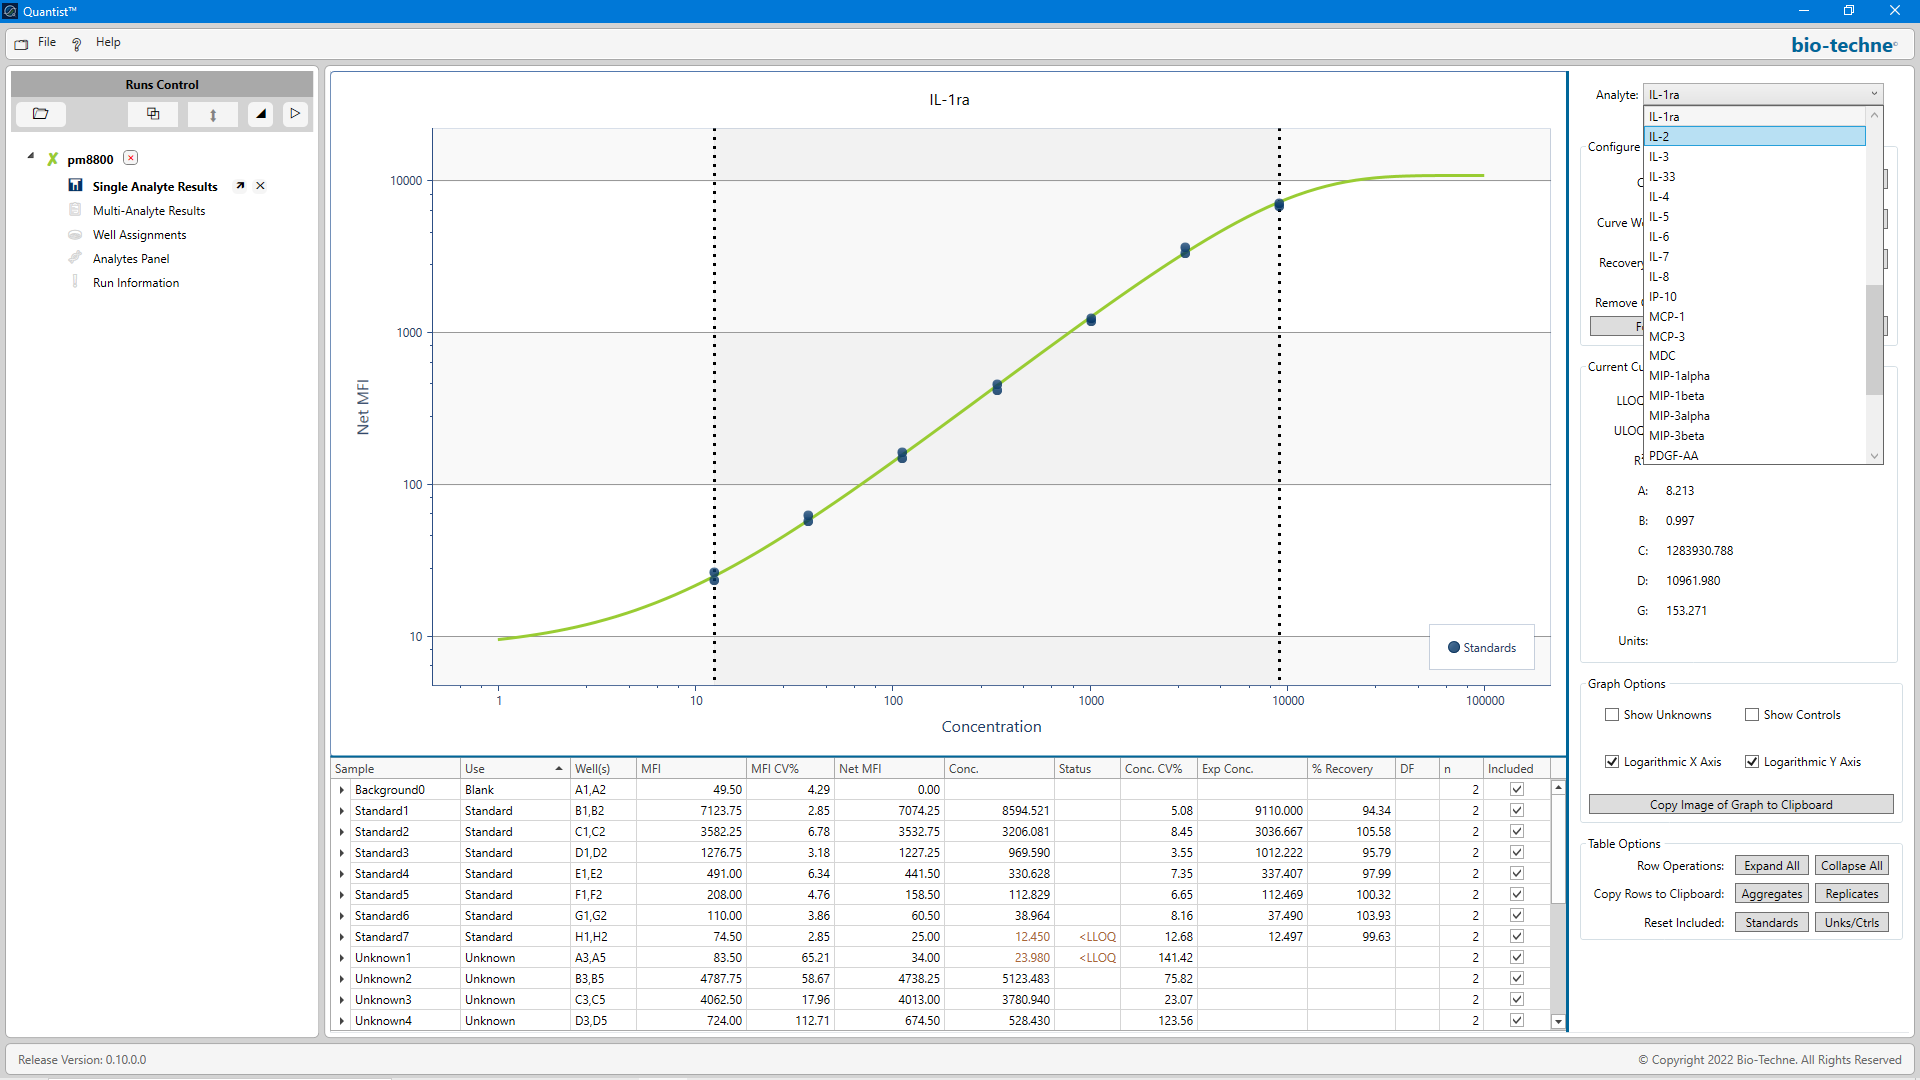 Quantist™
File ? Help
bio-techne
Runs Control
pm8800
Single Analyte Results
Multi-Analyte Results
Well Assignments
Analytes Panel
Run Information
IL-1ra
Net MFI
10000
1000
100
10
1 10 100 1000 10000 100000
Concentration
Standards
Analyte: IL-1ra
IL-1ra
IL-2
IL-3
IL-33
IL-4
IL-5
IL-6
IL-7
IL-8
IP-10
MCP-1
MCP-3
MDC
MIP-1alpha
MIP-1beta
MIP-3alpha
MIP-3beta
PDGF-AA
Configure
Curve W
Recovery
Remove
Current Cu
LLOQ
ULOC
A: 8.213
B: 0.997
C: 1283930.788
D: 10961.980
G: 153.271
Units:
Graph Options
Show Unknowns Show Controls
Logarithmic X Axis Logarithmic Y Axis
Copy Image of Graph to Clipboard
Table Options
Row Operations: Expand All Collapse All
Copy Rows to Clipboard: Aggregates Replicates
Reset Included: Standards Unks/Ctrls
Sample Use Well(s) MFI MFI CV% Net MFI Conc. Status Conc. CV% Exp Conc. % Recovery DF n Included
Background0 Blank A1,A2 49.50 4.29 0.00 2
Standard1 Standard B1,B2 7123.75 2.85 7074.25 8594.521 5.08 9110.000 94.34 2
Standard2 Standard C1,C2 3582.25 6.78 3532.75 3206.081 8.45 3036.667 105.58 2
Standard3 Standard D1,D2 1276.75 3.18 1227.25 969.590 3.55 1012.222 95.79 2
Standard4 Standard E1,E2 491.00 6.34 441.50 330.628 7.35 337.407 97.99 2
Standard5 Standard F1,F2 208.00 4.76 158.50 112.829 6.65 112.469 100.32 2
Standard6 Standard G1,G2 110.00 3.86 60.50 38.964 8.16 37.490 103.93 2
Standard7 Standard H1,H2 74.50 2.85 25.00 12.450 <LLOQ 12.68 12.497 99.63 2
Unknown1 Unknown A3,A5 83.50 65.21 34.00 23.980 <LLOQ 141.42 2
Unknown2 Unknown B3,B5 4787.75 58.67 4738.25 5123.483 75.82 2
Unknown3 Unknown C3,C5 4062.50 17.96 4013.00 3780.940 23.07 2
Unknown4 Unknown D3,D5 724.00 112.71 674.50 528.430 123.56 2
Release Version: 0.10.0.0
© Copyright 2022 Bio-Techne. All Rights Reserved